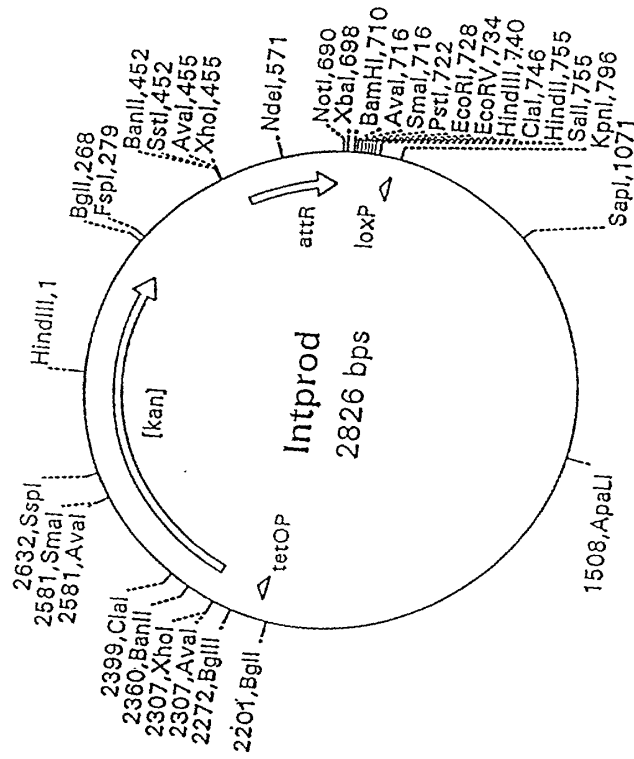 HindIII,1
BglI,268
FspI,279
BanII,452
SstI,452
AvaI,455
XhoI,455
NdeI,571
NotI,690
XbaI,698
BamHI,710
AvaI,716
SmaI,716
PstI,722
EcoRI,728
EcoRV,734
HindIII,740
ClaI,746
HindII,755
SalI,755
KpnI,796
SapI,1071
1508,ApaLI
2201,BglI
2272,BglII
2307,AvaI
2307,XhoI
2360,BanII
2399,ClaI
2581,AvaI
2581,SmaI
2632,SspI
[kan]
attR
loxP
tetOP
Intprod
2826 bps